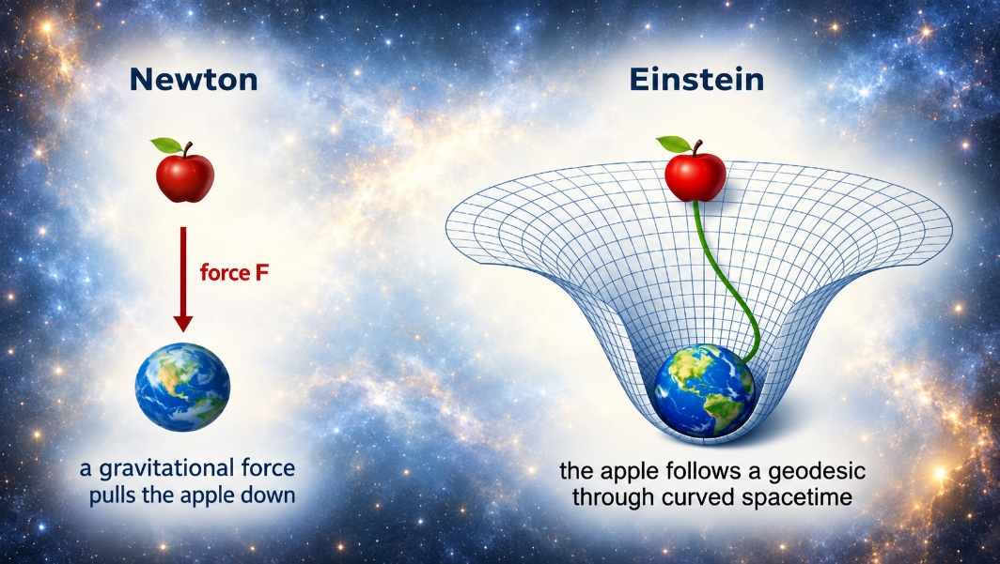 Newton
force F
a gravitational force
pulls the apple down
Einstein
the apple follows a geodesic
through curved spacetime